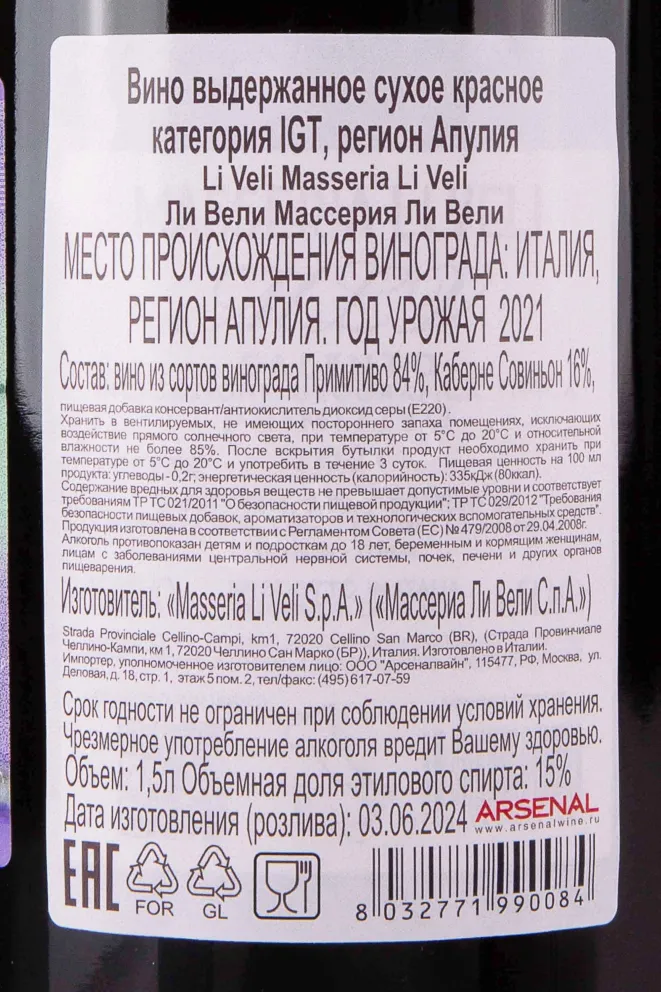 Вино выдержанное сухое красное
категория IGT, регион Апулия
Li Veli Masseria Li Veli
Ли Вели Массерия Ли Вели
МЕСТО ПРОИСХОЖДЕНИЯ ВИНОГРАДА: ИТАЛИЯ,
РЕГИОН АПУЛИЯ. ГОД УРОЖАЯ 2021
Состав: вино из сортов винограда Примитиво 84%, Каберне Совиньон 16%,
пищевая добавка консервант/антиокислитель диоксид серы (Е220).
Хранить в вентилируемых, не имеющих постороннего запаха помещениях, исключающих
воздействие прямого солнечного света, при температуре от 5°С до 20°С и относительной
влажности не более 85%. После вскрытия бутылки продукт необходимо хранить при
температуре от 5°С до 20°С и употребить в течение 3 суток. Пищевая ценность на 100 мл
продукта: углеводы - 0,2г; энергетическая ценность (калорийность): 335кДж (80ккал).
Содержание вредных для здоровья веществ не превышает допустимые уровни и соответствует
требованиям ТР ТС 021/2011 "О безопасности пищевой продукции"; ТР ТС 029/2012 "Требования
безопасности пищевых добавок, ароматизаторов и технологических вспомогательных средств".
Продукция изготовлена в соответствии с Регламентом Совета (ЕС) № 479/2008 от 29.04.2008г.
Алкоголь противопоказан детям и подросткам до 18 лет, беременным и кормящим женщинам,
лицам с заболеваниями центральной нервной системы, почек, печени и других органов
пищеварения.
Изготовитель: «Masseria Li Veli S.p.A.» («Массериа Ли Вели С.п.А.»)
Strada Provinciale Cellino-Campi, km1, 72020 Cellino San Marco (BR), (Страда Провинчиале
Челлино-Кампи, км 1, 72020 Челлино Сан Марко (БР)), Италия. Изготовлено в Италии.
Импортер, уполномоченное изготовителем лицо: ООО "Арсеналвайн", 115477, РФ, Москва, ул.
Деловая, д. 18, стр. 1, этаж 5 пом. 2, тел/факс: (495) 617-07-59
Срок годности не ограничен при соблюдении условий хранения.
Чрезмерное употребление алкоголя вредит Вашему здоровью.
Объем: 1,5л Объемная доля этилового спирта: 15%
Дата изготовления (розлива): 03.06.2024 ARSENAL
www.arsenalwine.ru
EAC
FOR GL
8 032771 990084